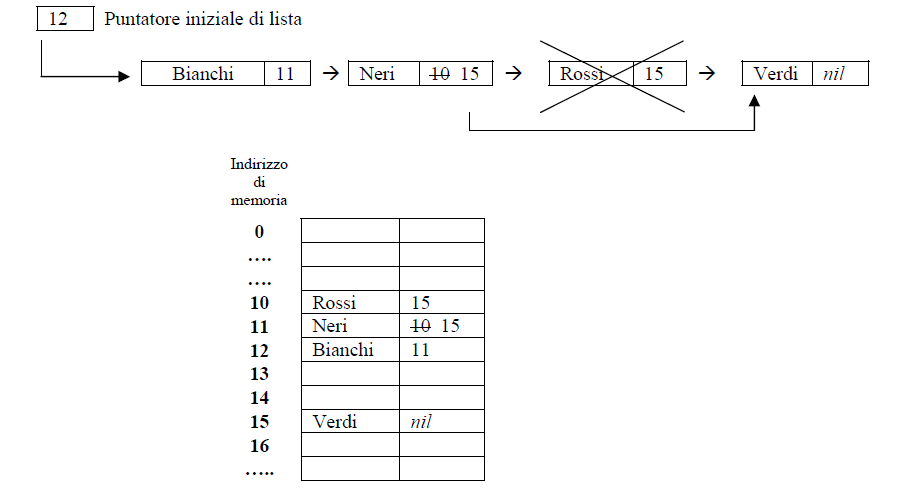 12 Puntatore iniziale di lista
Bianchi 11 → Neri 10 15 → Rossi 15 → Verdi nil
Indirizzo
di
memoria
0
....
....
10 Rossi 15
11 Neri 10 15
12 Bianchi 11
13
14
15 Verdi nil
16
.....